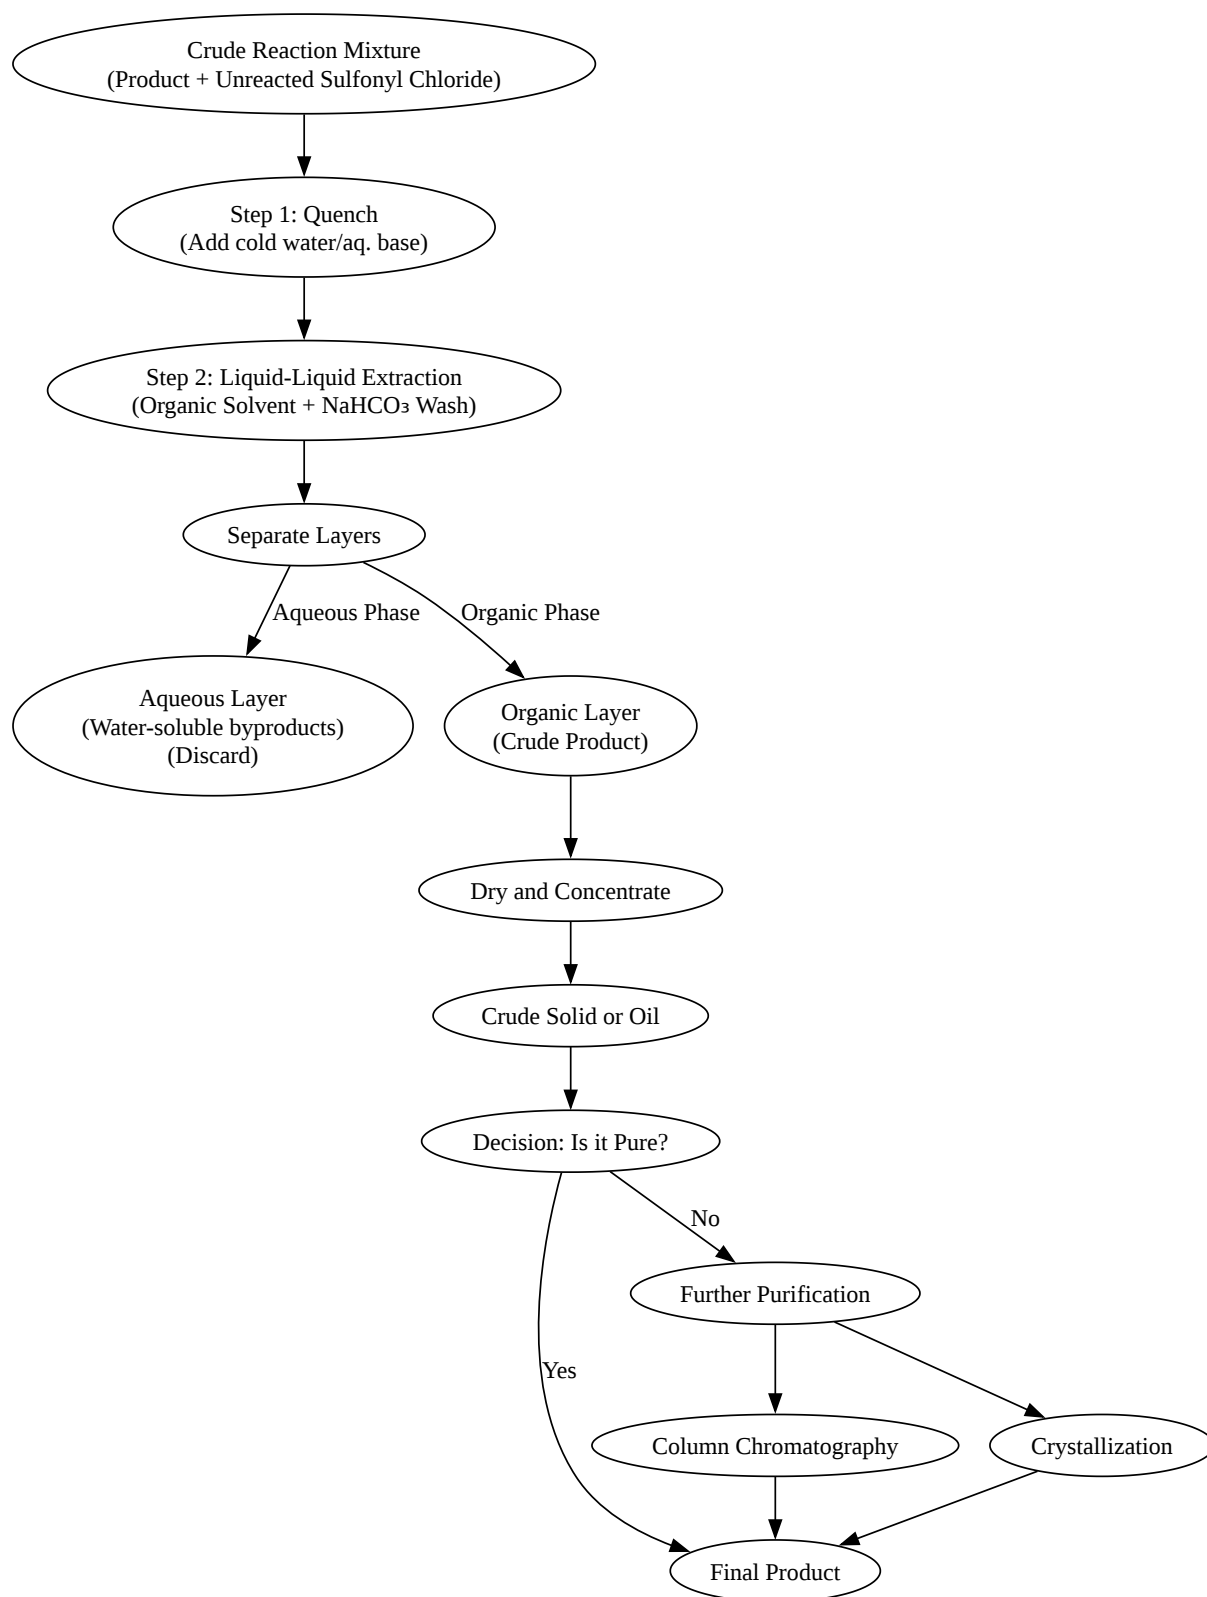 Crude Reaction Mixture
(Product + Unreacted Sulfonyl Chloride)
Step 1: Quench
(Add cold water/aq. base)
Step 2: Liquid-Liquid Extraction
(Organic Solvent + NaHCO₃ Wash)
Separate Layers
Aqueous Phase
Organic Phase
Aqueous Layer
(Water-soluble byproducts)
(Discard)
Organic Layer
(Crude Product)
Dry and Concentrate
Crude Solid or Oil
Decision: Is it Pure?
No
Further Purification
Yes
Column Chromatography
Crystallization
Final Product